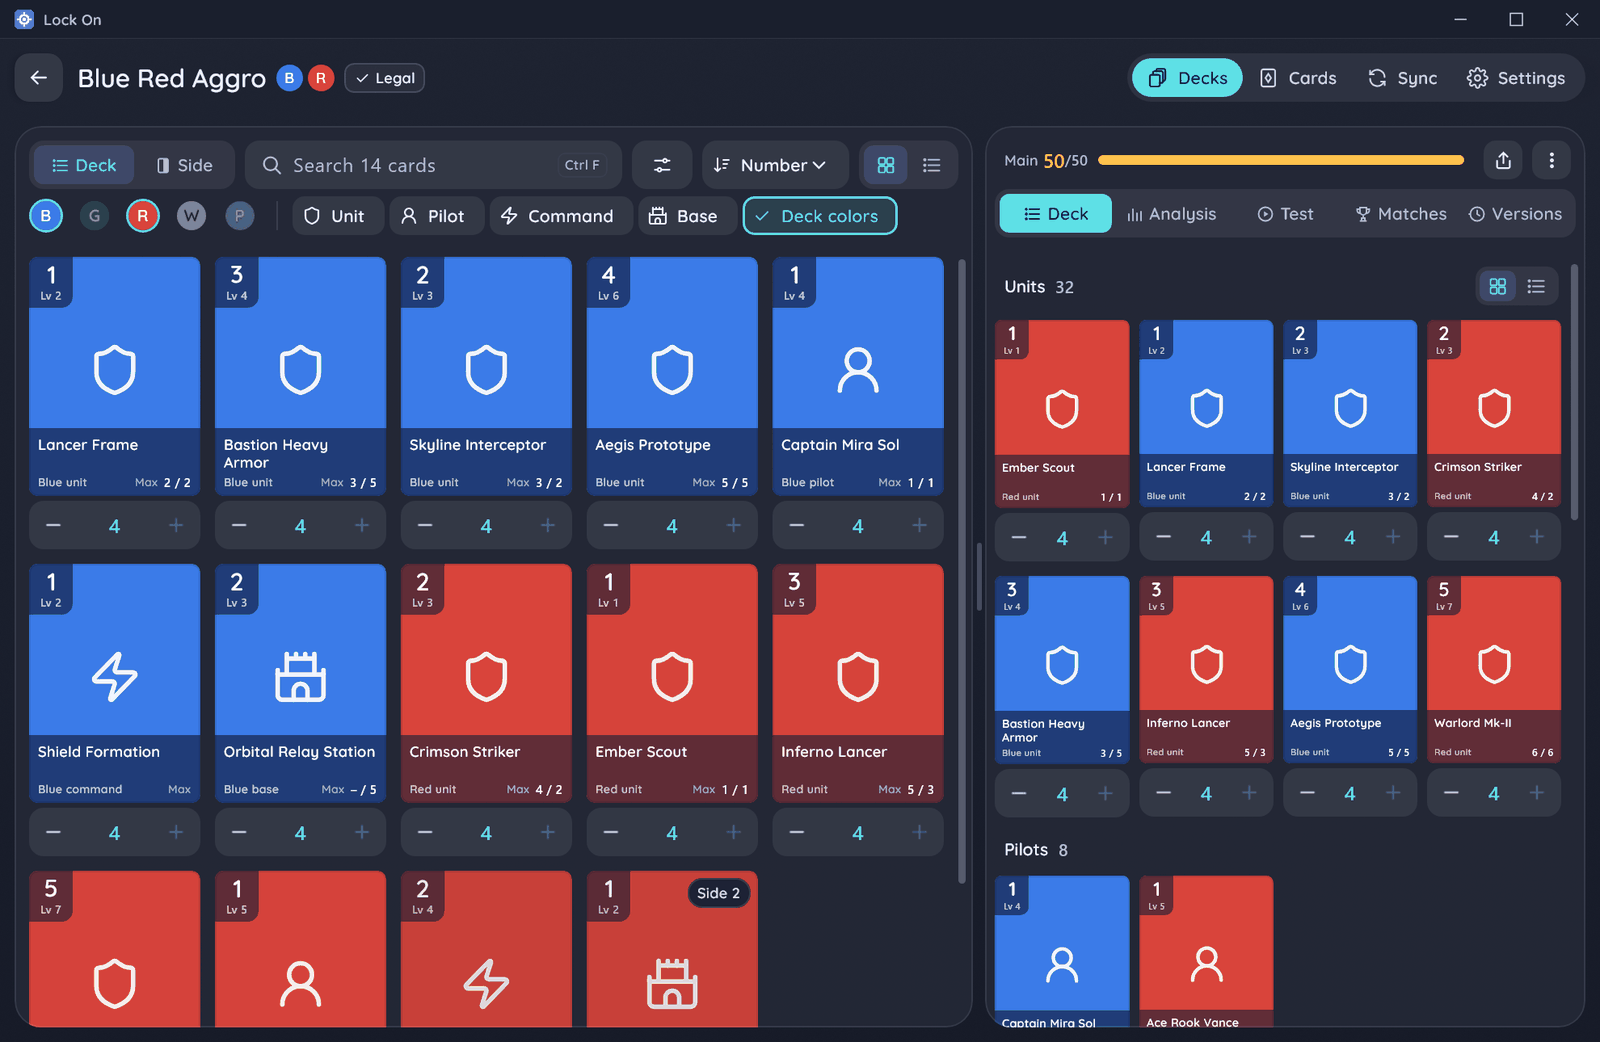 Lock On
Blue Red Aggro B R Legal
Decks Cards Sync Settings
Deck Side Search 14 cards Ctrl F Number
B G R W P Unit Pilot Command Base Deck colors
1 Lv 2
Lancer Frame
Blue unit Max 2 / 2
4
3 Lv 4
Bastion Heavy
Armor
Blue unit Max 3 / 5
4
2 Lv 3
Skyline Interceptor
Blue unit Max 3 / 2
4
4 Lv 6
Aegis Prototype
Blue unit Max 5 / 5
4
1 Lv 4
Captain Mira Sol
Blue pilot Max 1 / 1
4
1 Lv 2
Shield Formation
Blue command Max
4
2 Lv 3
Orbital Relay Station
Blue base Max – / 5
4
2 Lv 3
Crimson Striker
Red unit Max 4 / 2
4
1 Lv 1
Ember Scout
Red unit Max 1 / 1
4
3 Lv 5
Inferno Lancer
Red unit Max 5 / 3
4
5 Lv 7
1 Lv 5
2 Lv 4
1 Lv 2
Side 2
Main 50/50
Deck Analysis Test Matches Versions
Units 32
1 Lv 1
Ember Scout
Red unit 1 / 1
4
1 Lv 2
Lancer Frame
Blue unit 2 / 2
4
2 Lv 3
Skyline Interceptor
Blue unit 3 / 2
4
2 Lv 3
Crimson Striker
Red unit 4 / 2
4
3 Lv 4
Bastion Heavy
Armor
Blue unit 3 / 5
4
3 Lv 5
Inferno Lancer
Red unit 5 / 3
4
4 Lv 6
Aegis Prototype
Blue unit 5 / 5
4
5 Lv 7
Warlord Mk-II
Red unit 6 / 6
4
Pilots 8
1 Lv 4
Captain Mira Sol
1 Lv 5
Ace Rook Vance